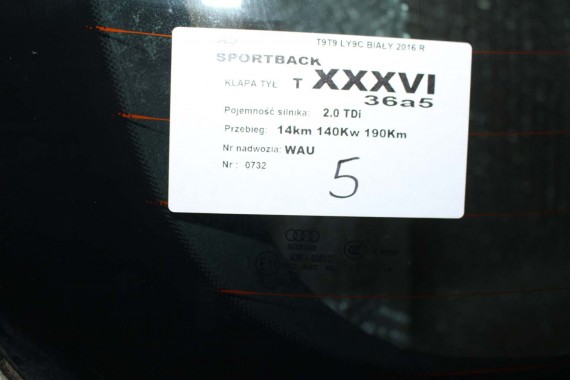 T9T9 LY9C BIAŁY 2016 R
SPORTBACK
KLAPA TYŁ T XXXVI
36a5
Pojemność silnika: 2.0 TDi
Przebieg: 14km 140Kw 190Km
Nr nadwozia: WAU
Nr : 0732
5